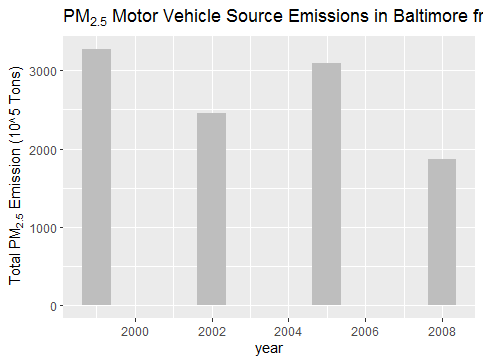 PM2.5 Motor Vehicle Source Emissions in Baltimore fr
Total PM2.5 Emission (10^5 Tons)
3000
2000
1000
0
2000 2002 2004 2006 2008
year